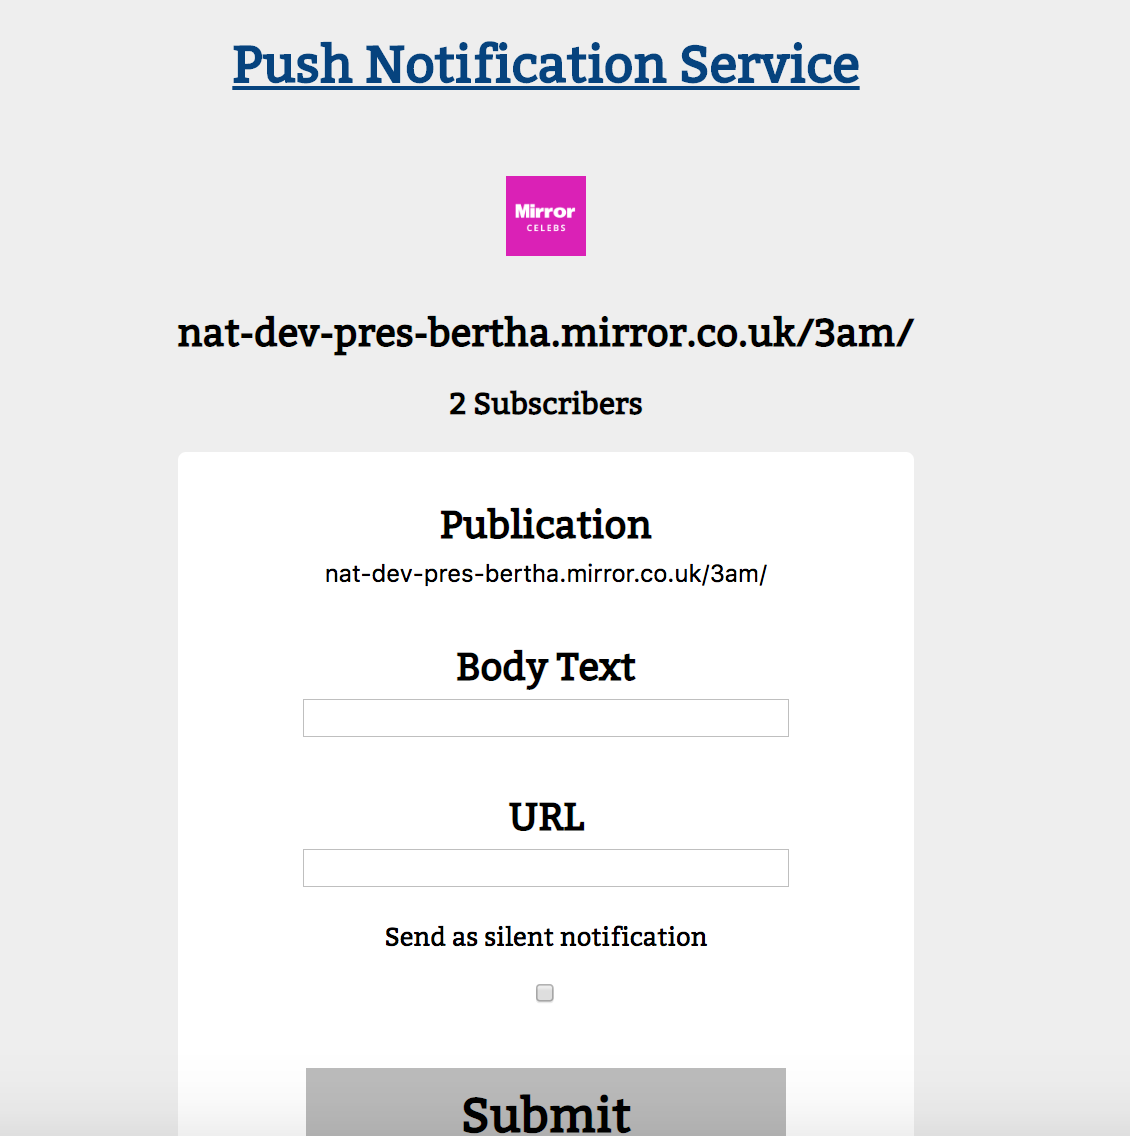 Push Notification Service
Mirror
CELEBS
nat-dev-pres-bertha.mirror.co.uk/3am/
2 Subscribers
Publication
nat-dev-pres-bertha.mirror.co.uk/3am/
Body Text
URL
Send as silent notification
Submit